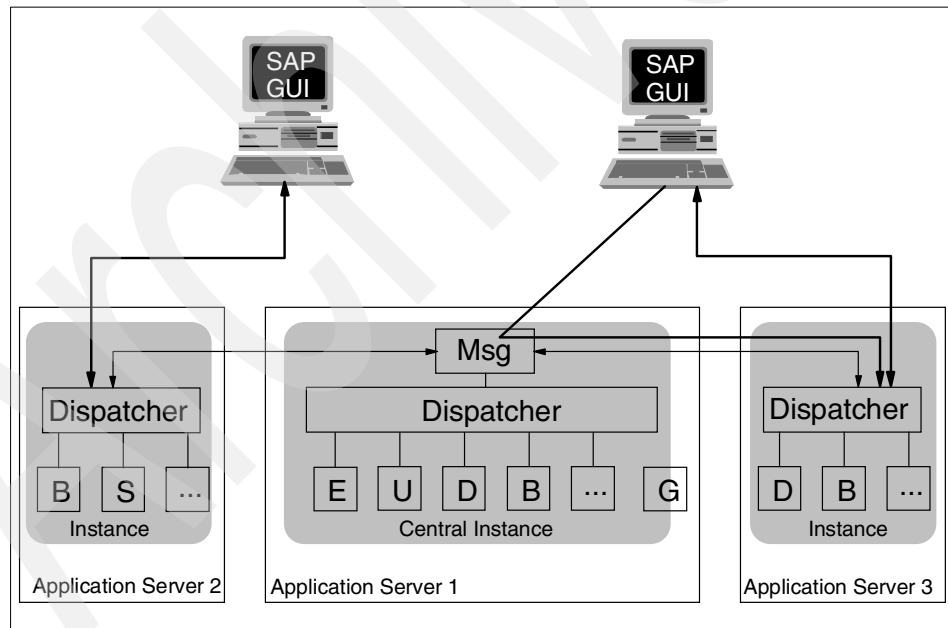 SAP
GUI
SAP
GUI
Msg
Dispatcher
Dispatcher
Dispatcher
B S ...
E U D B ... G
D B ...
Instance
Central Instance
Instance
Application Server 2
Application Server 1
Application Server 3
Archive